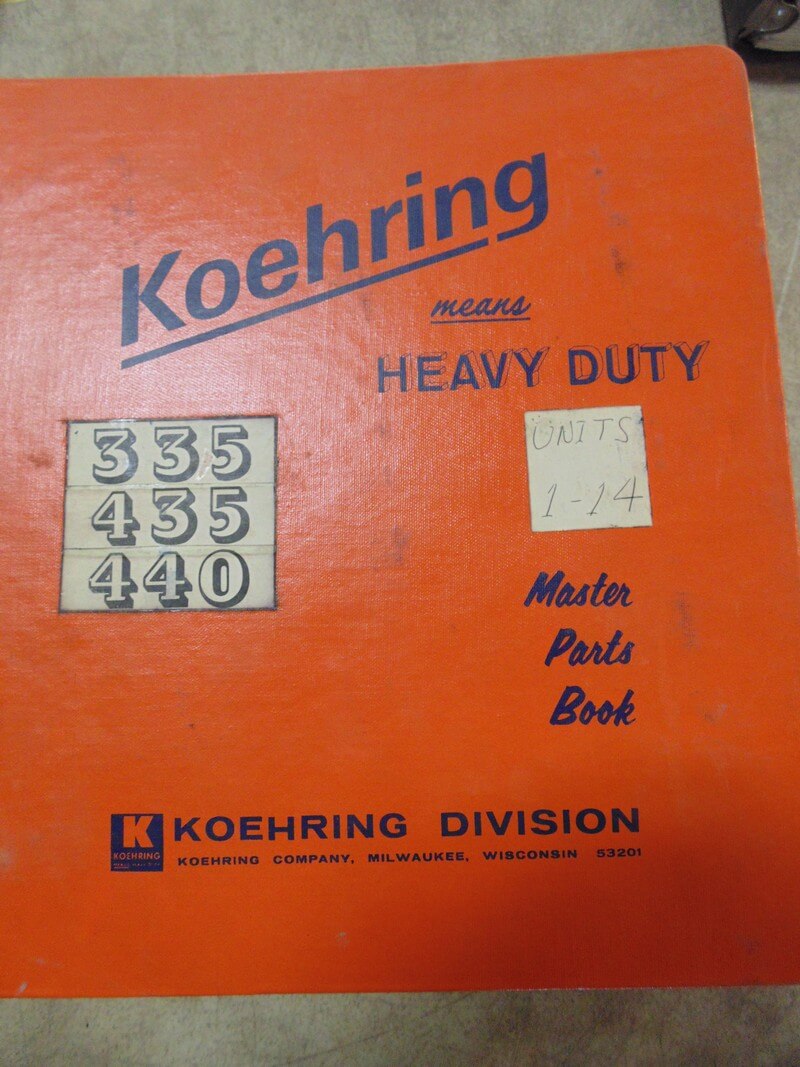 Koehring
means
HEAVY DUTY
335
435
440
UNITS
1-14
Master
Parts
Book
K
KOEHRING
KOEHRING DIVISION
KOEHRING COMPANY, MILWAUKEE, WISCONSIN 53201